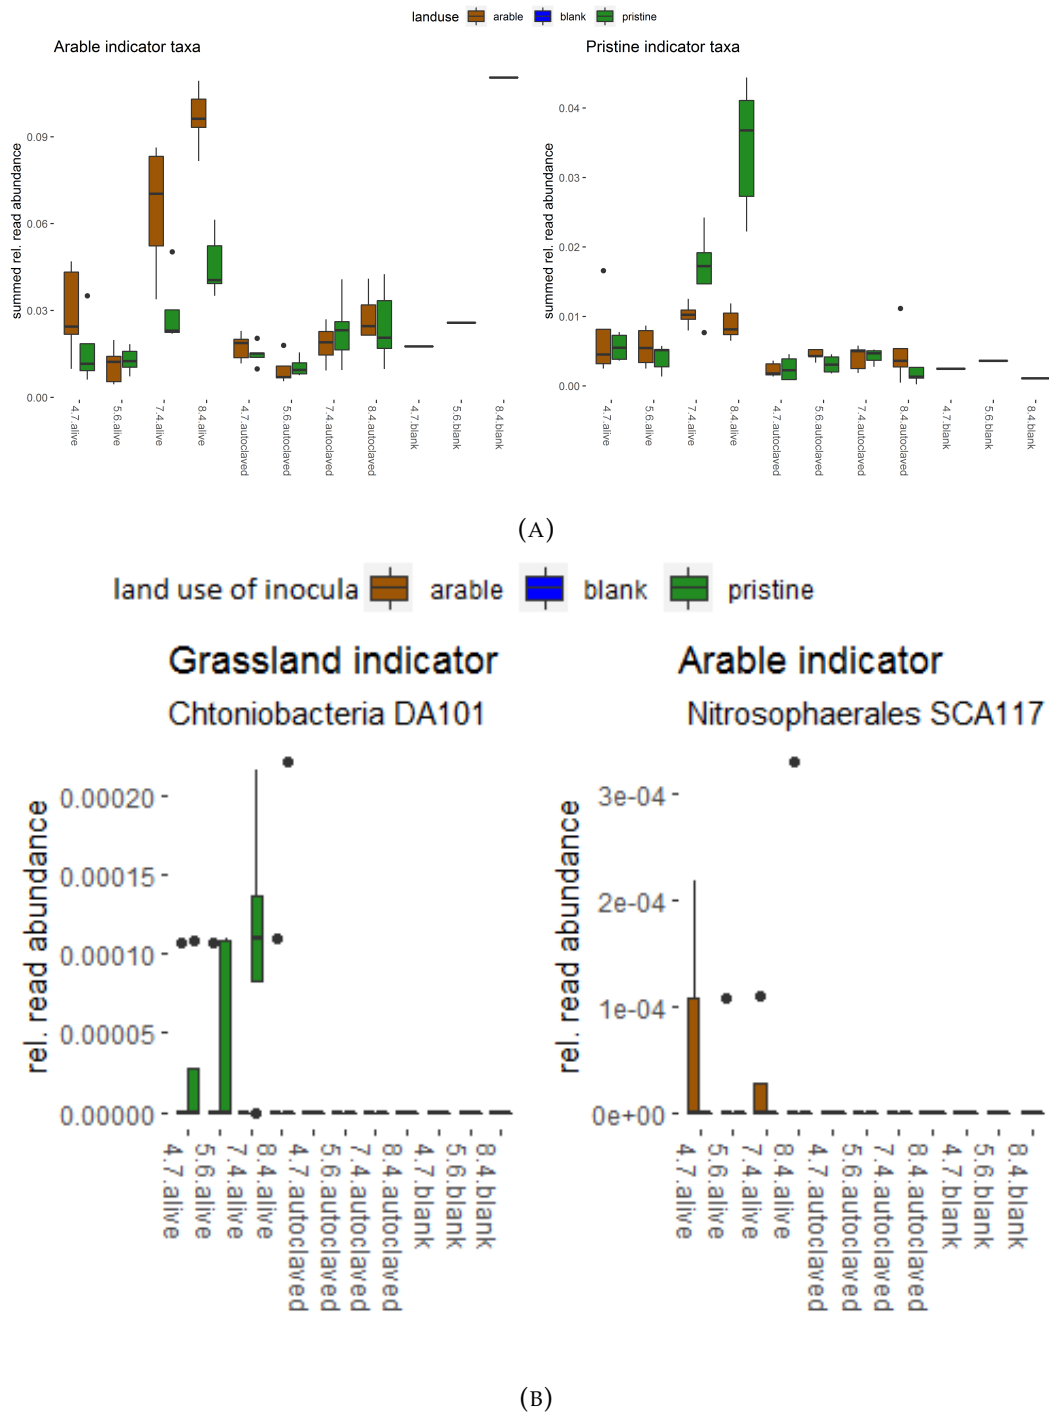 landuse arable blank pristine
Arable indicator taxa
summed rel. read abundance
0.09
0.06
0.03
0.00
4.7.alive
5.6.alive
7.4.alive
8.4.alive
4.7.autoclaved
5.6.autoclaved
7.4.autoclaved
8.4.autoclaved
4.7.blank
5.6.blank
8.4.blank
Pristine indicator taxa
summed rel. read abundance
0.04
0.03
0.02
0.01
0.00
4.7.alive
5.6.alive
7.4.alive
8.4.alive
4.7.autoclaved
5.6.autoclaved
7.4.autoclaved
8.4.autoclaved
4.7.blank
5.6.blank
8.4.blank
(A)
land use of inocula arable blank pristine
Grassland indicator
Chtoniobacteria DA101
rel. read abundance
0.00020
0.00015
0.00010
0.00005
0.00000
4.7.alive
5.6.alive
7.4.alive
8.4.alive
4.7.autoclaved
5.6.autoclaved
7.4.autoclaved
8.4.autoclaved
4.7.blank
5.6.blank
8.4.blank
Arable indicator
Nitrosophaerales SCA117
rel. read abundance
3e-04
2e-04
1e-04
0e+00
4.7.alive
5.6.alive
7.4.alive
8.4.alive
4.7.autoclaved
5.6.autoclaved
7.4.autoclaved
8.4.autoclaved
4.7.blank
5.6.blank
8.4.blank
(B)